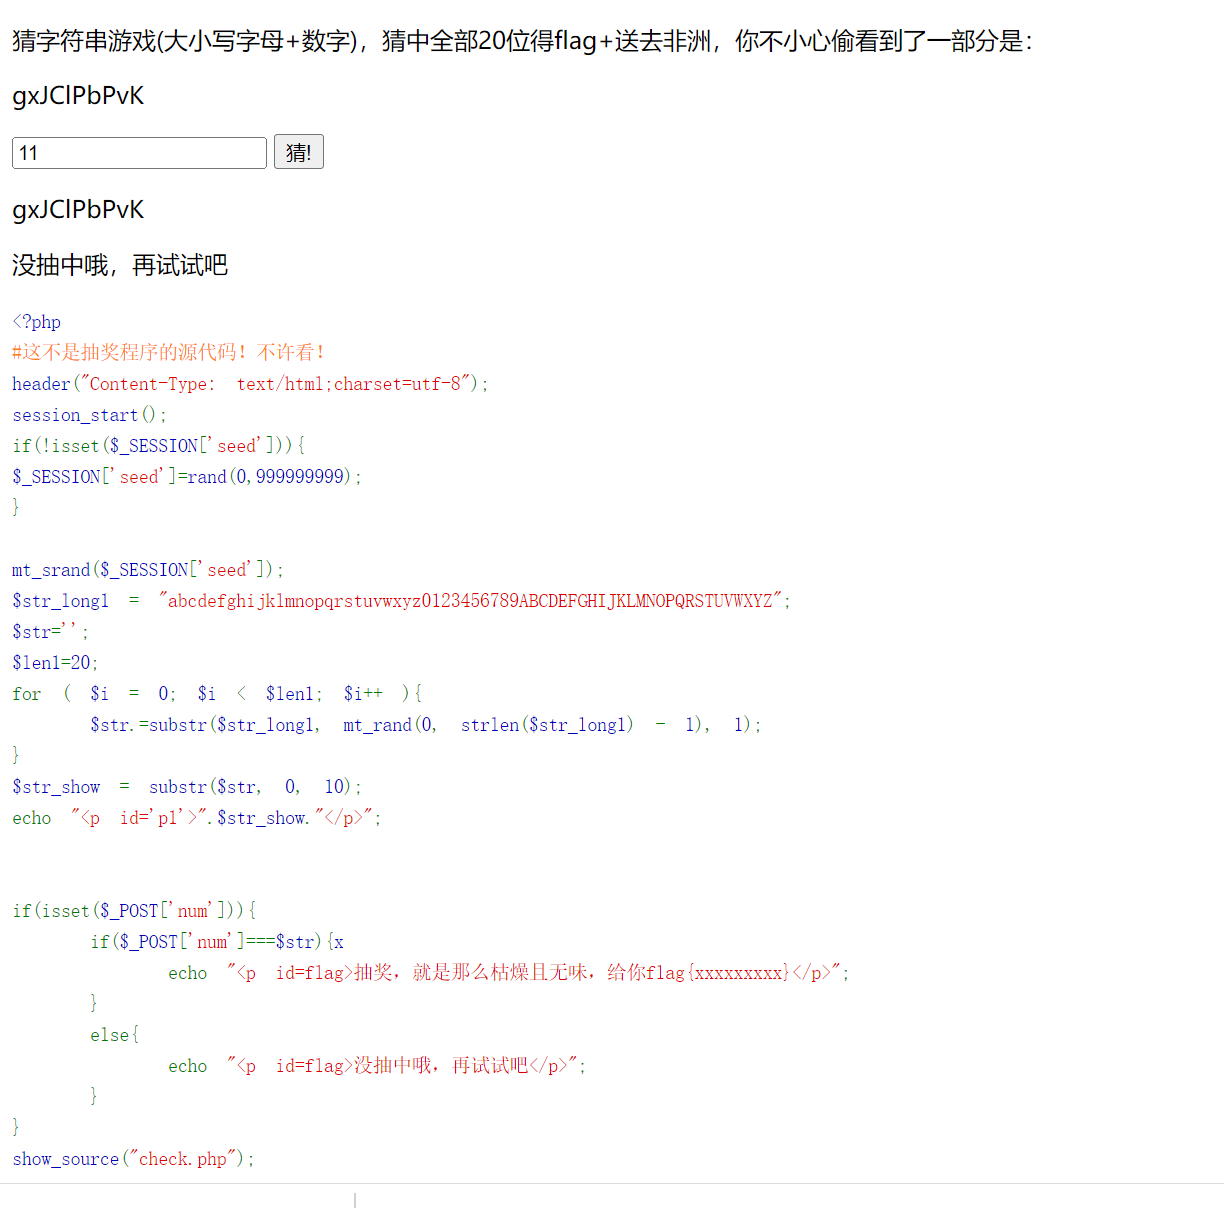 猜字符串游戏(大小写字母+数字)，猜中全部20位得flag+送去非洲，你不小心偷看到了一部分是：
gxJClPbPvK
11 猜!
gxJClPbPvK
没抽中哦，再试试吧
<?php
#这不是抽奖程序的源代码！不许看！
header("Content-Type: text/html;charset=utf-8");
session_start();
if(!isset($_SESSION['seed'])){
$_SESSION['seed']=rand(0,999999999);
}
mt_srand($_SESSION['seed']);
$str_long1 = "abcdefghijklmnopqrstuvwxyz0123456789ABCDEFGHIJKLMNOPQRSTUVWXYZ";
$str='';
$len1=20;
for ( $i = 0; $i < $len1; $i++ ){
$str.=substr($str_long1, mt_rand(0, strlen($str_long1) - 1), 1);
}
$str_show = substr($str, 0, 10);
echo "<p id='p1'>".$str_show."</p>";
if(isset($_POST['num'])){
if($_POST['num']===$str){x
echo "<p id=flag>抽奖，就是那么枯燥且无味，给你flag{xxxxxxxxx}</p>";
}
else{
echo "<p id=flag>没抽中哦，再试试吧</p>";
}
}
show_source("check.php");